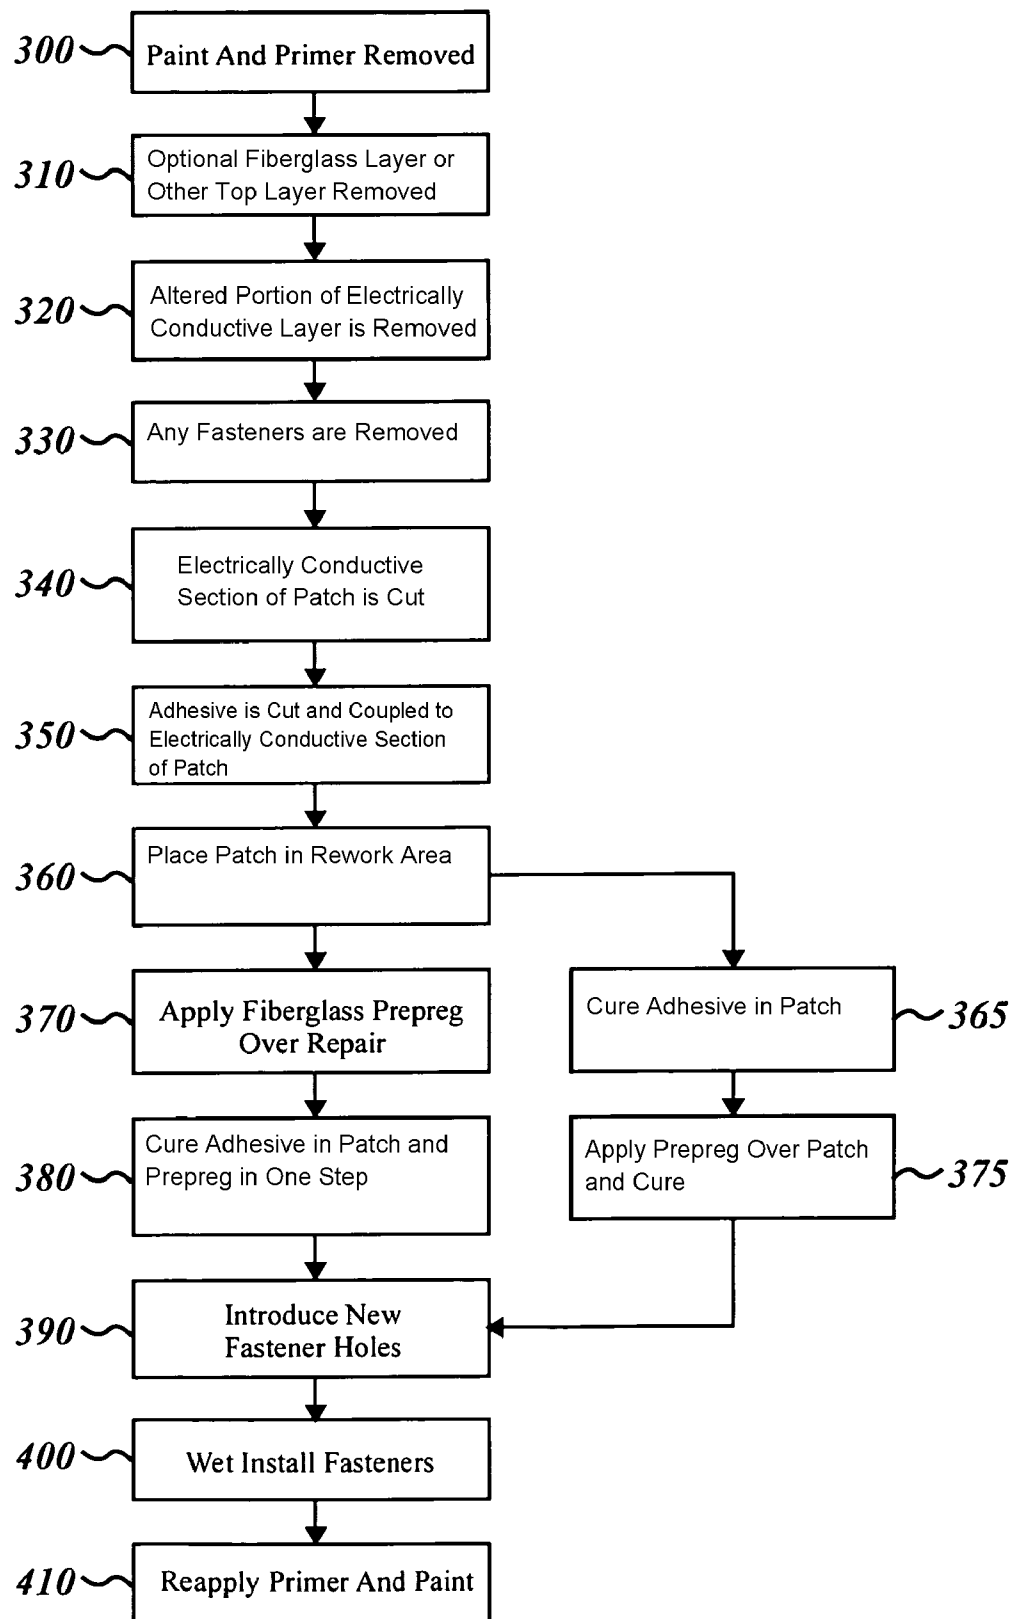 300
Paint And Primer Removed
310
Optional Fiberglass Layer or
Other Top Layer Removed
320
Altered Portion of Electrically
Conductive Layer is Removed
330
Any Fasteners are Removed
340
Electrically Conductive
Section of Patch is Cut
350
Adhesive is Cut and Coupled to
Electrically Conductive Section
of Patch
360
Place Patch in Rework Area
370
Apply Fiberglass Prepreg
Over Repair
Cure Adhesive in Patch
365
380
Cure Adhesive in Patch and
Prepreg in One Step
Apply Prepreg Over Patch
and Cure
375
390
Introduce New
Fastener Holes
400
Wet Install Fasteners
410
Reapply Primer And Paint